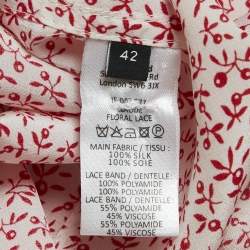 42
Rd
London SW6 3JX
FLORAL LACE
MAIN FABRIC / TISSU :
100% SILK
100% SOIE
LACE BAND / DENTELLE:
100% POLYAMIDE
100% POLYAMIDE
LACE BAND / DENTELLE:
55% POLYAMIDE
45% VISCOSE
55% POLYAMIDE
45% VISCOSE